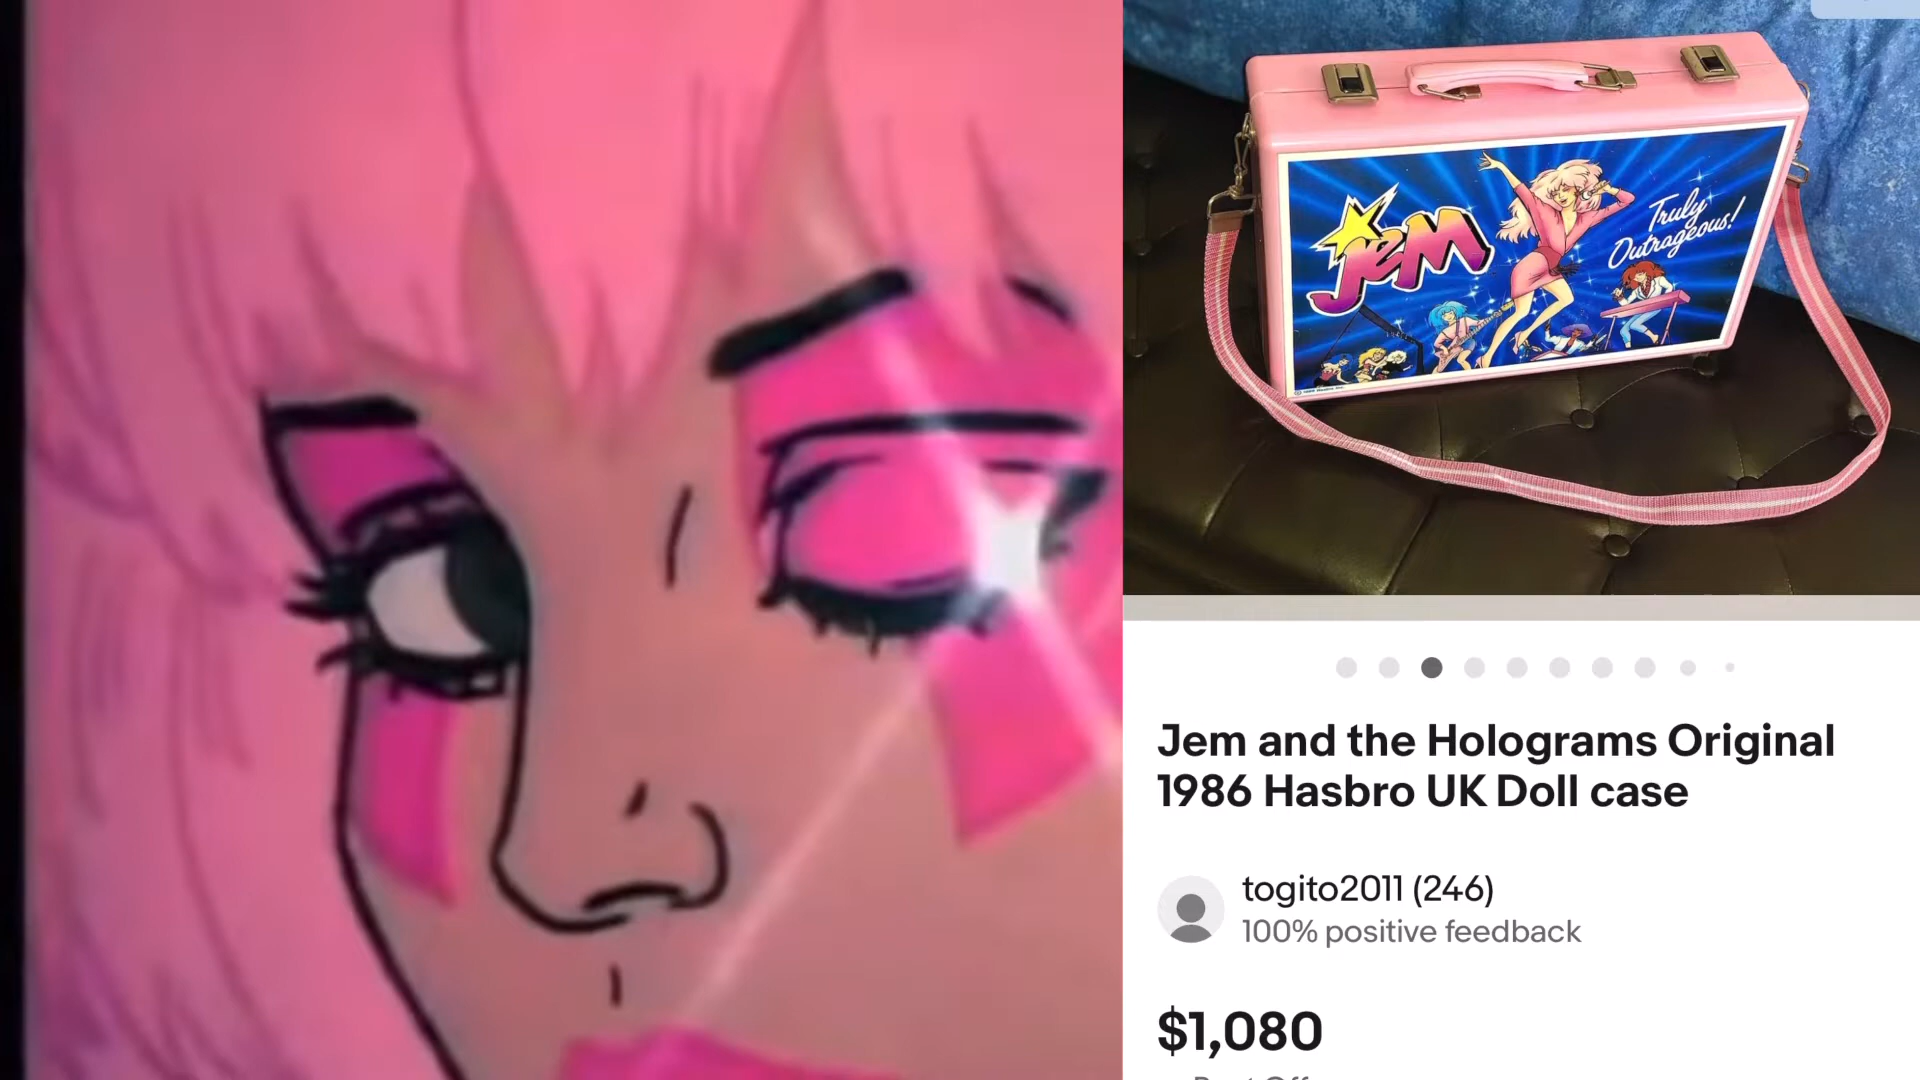 JEM
Truly
Outrageous!
Jem and the Holograms Original
1986 Hasbro UK Doll case
togito2011 (246)
100% positive feedback
$1,080